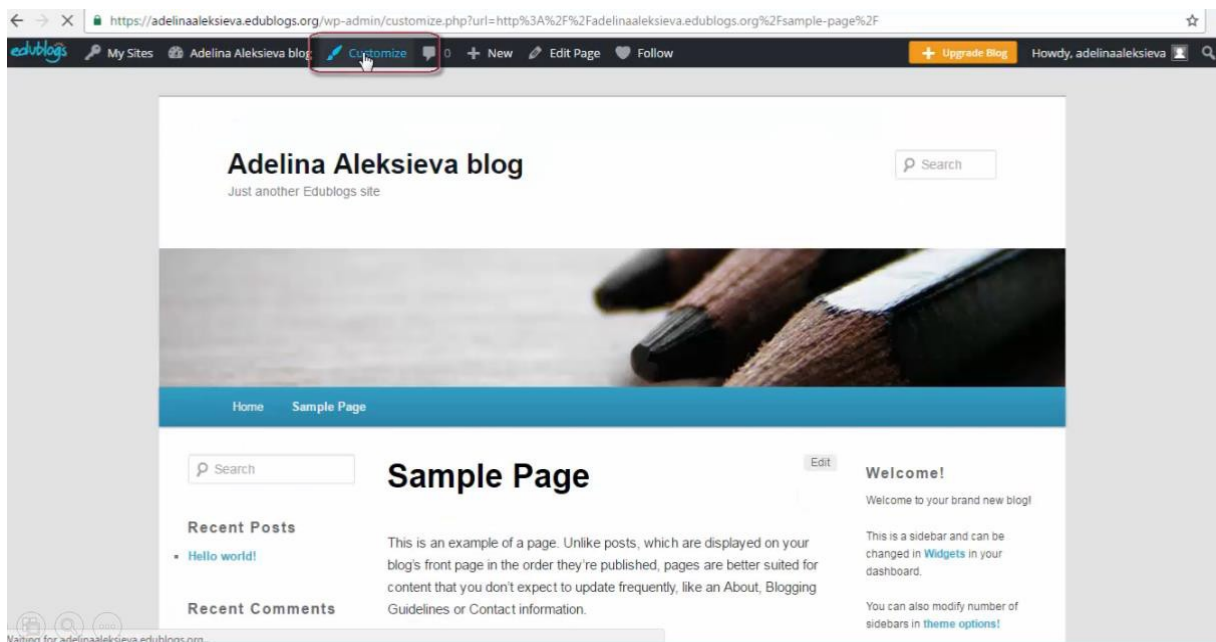 https://adelinaaleksieva.edublogs.org/wp-admin/customize.php?url=http%3A%2F%2Fadelinaaleksieva.edublogs.org%2Fsample-page%2F
edublogs My Sites Adelina Aleksieva blog Customize 0 New Edit Page Follow Upgrade Blog Howdy, adelinaaleksieva
Adelina Aleksieva blog
Just another Edublogs site
Search
Home Sample Page
Search
Recent Posts
Hello world!
Recent Comments
Sample Page
Edit
This is an example of a page. Unlike posts, which are displayed on your
blog's front page in the order they're published, pages are better suited for
content that you don't expect to update frequently, like an About, Blogging
Guidelines or Contact information.
Welcome!
Welcome to your brand new blog!
This is a sidebar and can be
changed in Widgets in your
dashboard.
You can also modify number of
sidebars in theme options!
Waiting for adelinaaleksieva.edublogs.org...